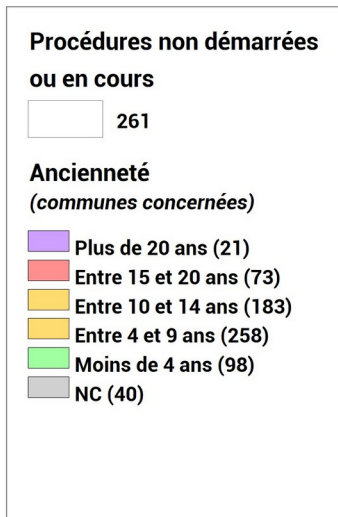 Procédures non démarrées
ou en cours
261
Ancienneté
(communes concernées)
Plus de 20 ans (21)
Entre 15 et 20 ans (73)
Entre 10 et 14 ans (183)
Entre 4 et 9 ans (258)
Moins de 4 ans (98)
NC (40)